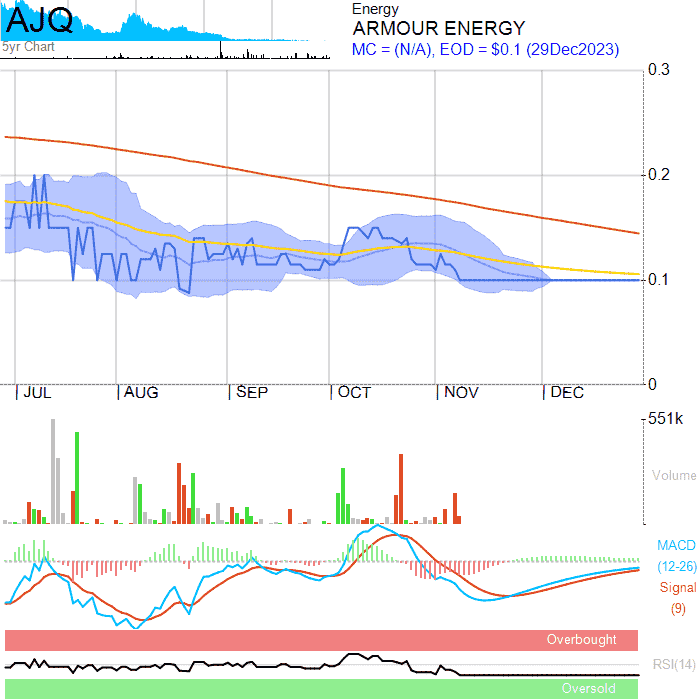 AJQ
5yr Chart
Energy
ARMOUR ENERGY
MC = (N/A), EOD = $0.1 (29Dec2023)
0.3
0.2
0.1
0
JUL AUG SEP OCT NOV DEC
551k
Volume
MACD
(12-26)
Signal
(9)
Overbought
RSI(14)
Oversold